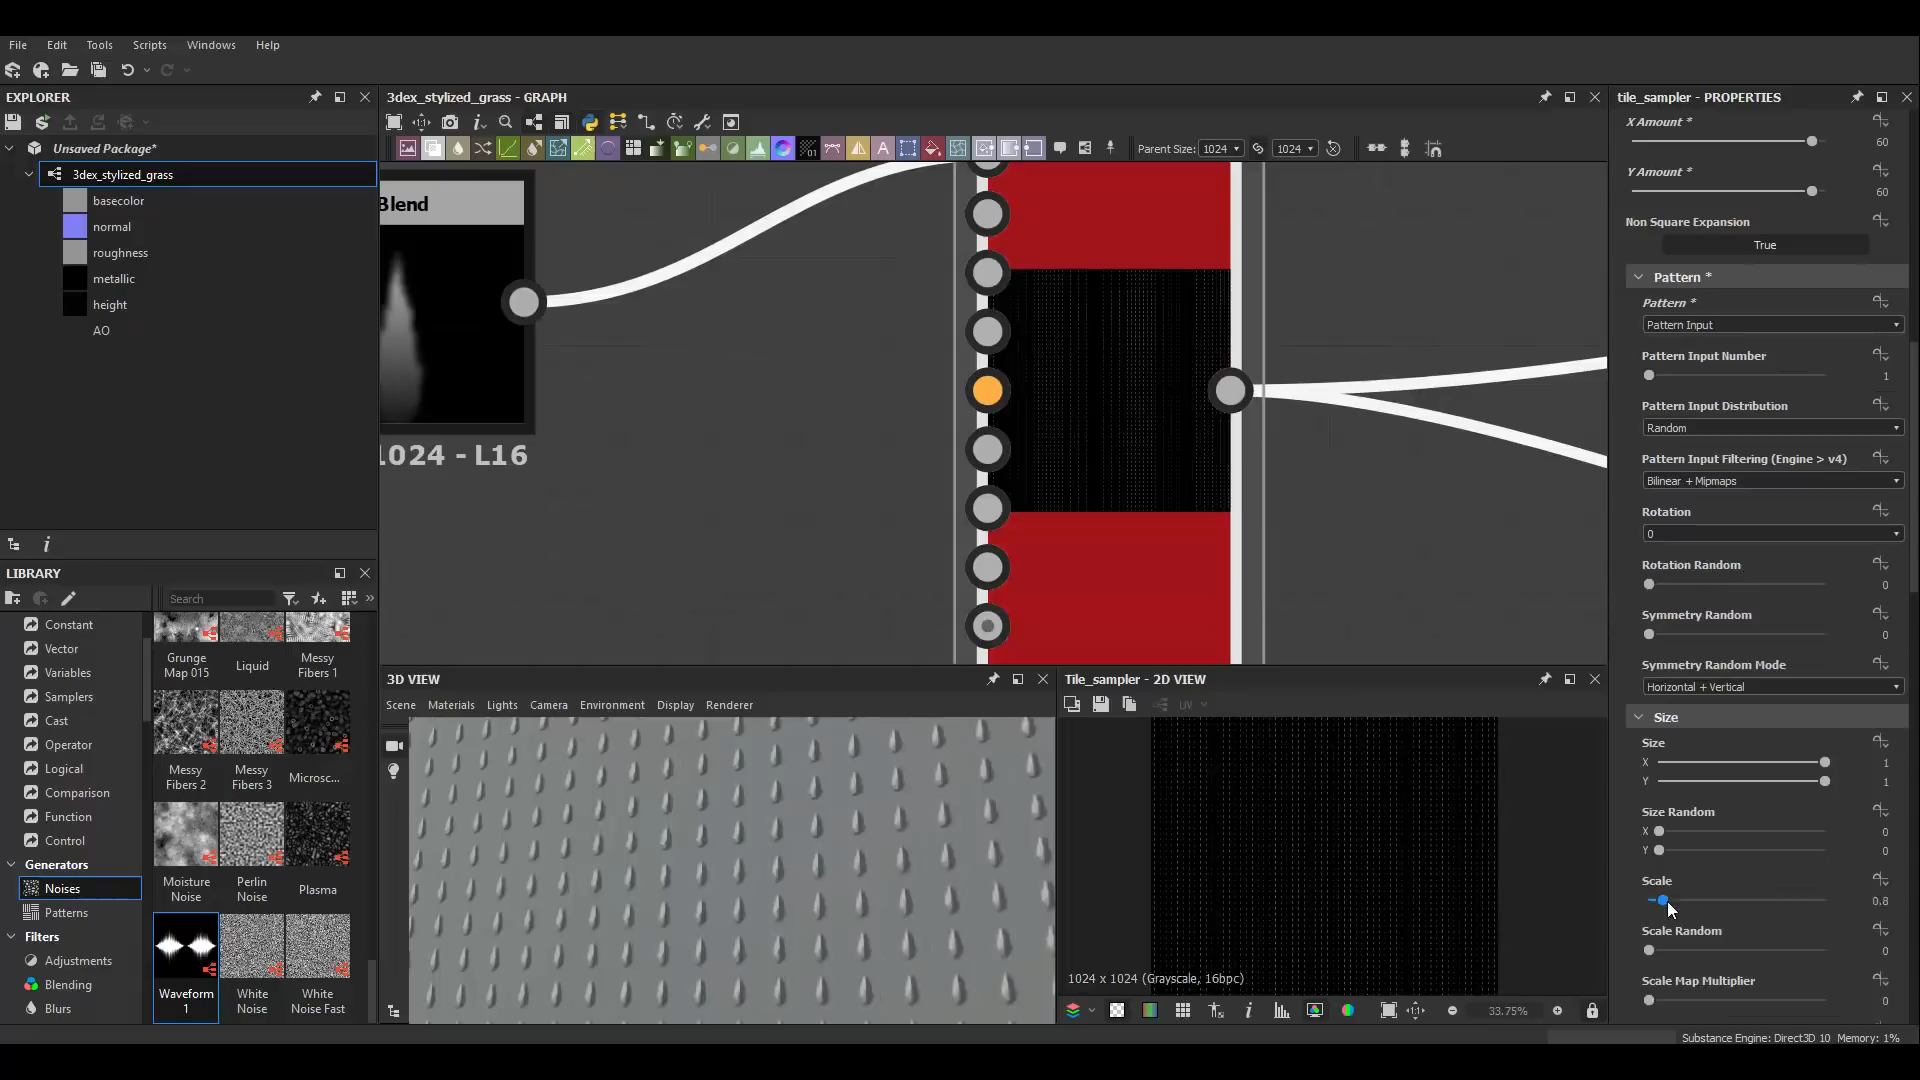 File Edit Tools Scripts Windows Help
EXPLORER
Unsaved Package*
3dex_stylized_grass
basecolor
normal
roughness
metallic
height
AO
LIBRARY
Search
Constant
Vector
Variables
Samplers
Cast
Operator
Logical
Comparison
Function
Control
Generators
Noises
Patterns
Filters
Adjustments
Blending
Blurs
Grunge
Map 015
Liquid
Messy
Fibers 1
Messy
Fibers 2
Messy
Fibers 3
Microsc...
Moisture
Noise
Perlin
Noise
Plasma
Waveform
1
White
Noise
White
Noise Fast
3dex_stylized_grass - GRAPH
Parent Size: 1024 1024
Blend
1024 - L16
3D VIEW
Scene Materials Lights Camera Environment Display Renderer
Tile_sampler - 2D VIEW
UV
1024 x 1024 (Grayscale, 16bpc)
33.75%
tile_sampler - PROPERTIES
X Amount *
60
Y Amount *
60
Non Square Expansion
True
Pattern *
Pattern *
Pattern Input
Pattern Input Number
1
Pattern Input Distribution
Random
Pattern Input Filtering (Engine > v4)
Bilinear + Mipmaps
Rotation
0
Rotation Random
0
Symmetry Random
0
Symmetry Random Mode
Horizontal + Vertical
Size
Size
X 1
Y 1
Size Random
X 0
Y 0
Scale
0.8
Scale Random
0
Scale Map Multiplier
0
Substance Engine: Direct3D 10 Memory: 1%